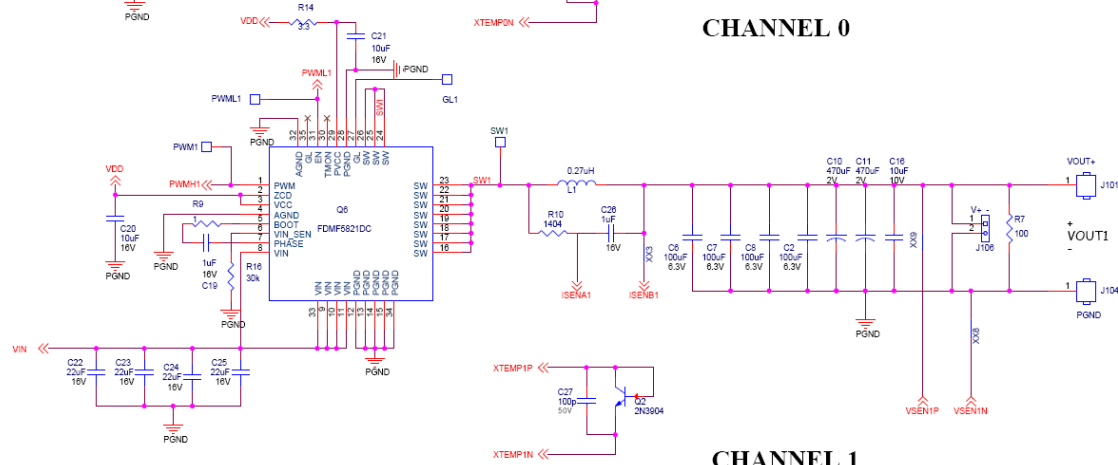 PGND
R14
3.3
VDD
XTEMP0N
CHANNEL 0
C21
10uF
16V
PGND
PWML1
PWML1
GL1
SW1
PGND
32 35 31 30 29 28 27 26 25 24
AGND GL EN TMON PVCC PGND GL SW SW SW
PWM1
PWMH1
VDD
R9
1
C20
10uF
16V
PGND
PGND
1uF
16V
C19
R16
30k
PGND
1 PWM
2 ZCD
3 VCC
4 AGND
5 BOOT
6 VIN_SEN
7 PHASE
8 VIN
Q6
FDMF5821DC
SW 23
SW 22
SW 21
SW 20
SW 19
SW 18
SW 17
SW 16
VIN VIN VIN VIN PGND PGND PGND PGND PGND
33 9 10 11 12 13 14 15 34
PGND
SW1
SW1
0.27uH
L1
R10
1404
C26
1uF
16V
XX3
ISENA1
ISENB1
C6
100uF
6.3V
C7
100uF
6.3V
C8
100uF
6.3V
C2
100uF
6.3V
C10
470uF
2V
C11
470uF
2V
C16
10uF
10V
PGND
XX9
V+ -
1
2
J106
R7
100
VOUT+
1
J101
+
VOUT1
-
1
J104
PGND
XX8
VSEN1P
VSEN1N
VIN
C22
22uF
16V
C23
22uF
16V
C24
22uF
16V
C25
22uF
16V
PGND
XTEMP1P
C27
100p
50V
Q2
2N3904
XTEMP1N
CHANNEL 1